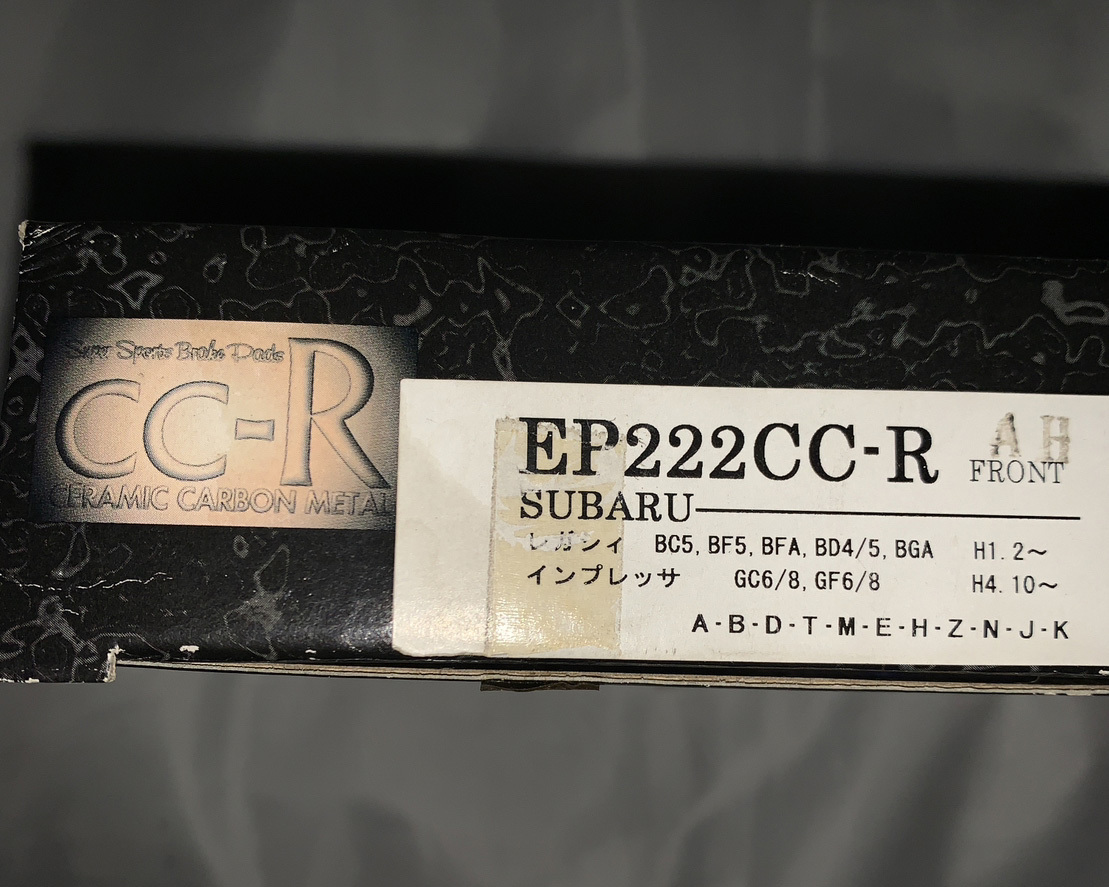 Super Sports Brake Pads
CC-R
CERAMIC CARBON METAL
EP222CC-R
A H
FRONT
SUBARU
レガシィ BC5, BF5, BFA, BD4/5, BGA H1. 2～
インプレッサ GC6/8, GF6/8 H4. 10～
A-B-D-T-M-E-H-Z-N-J-K